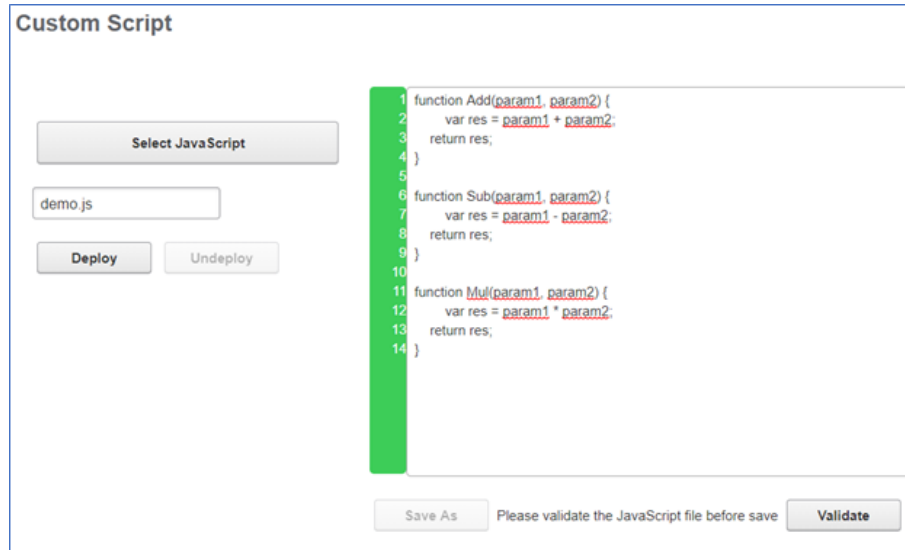 Custom Script
Select JavaScript
demo.js
Deploy Undeploy
1 function Add(param1, param2) {
2 var res = param1 + param2;
3 return res;
4 }
5
6 function Sub(param1, param2) {
7 var res = param1 - param2;
8 return res;
9 }
10
11 function Mul(param1, param2) {
12 var res = param1 * param2;
13 return res;
14 }
Save As Please validate the JavaScript file before save Validate